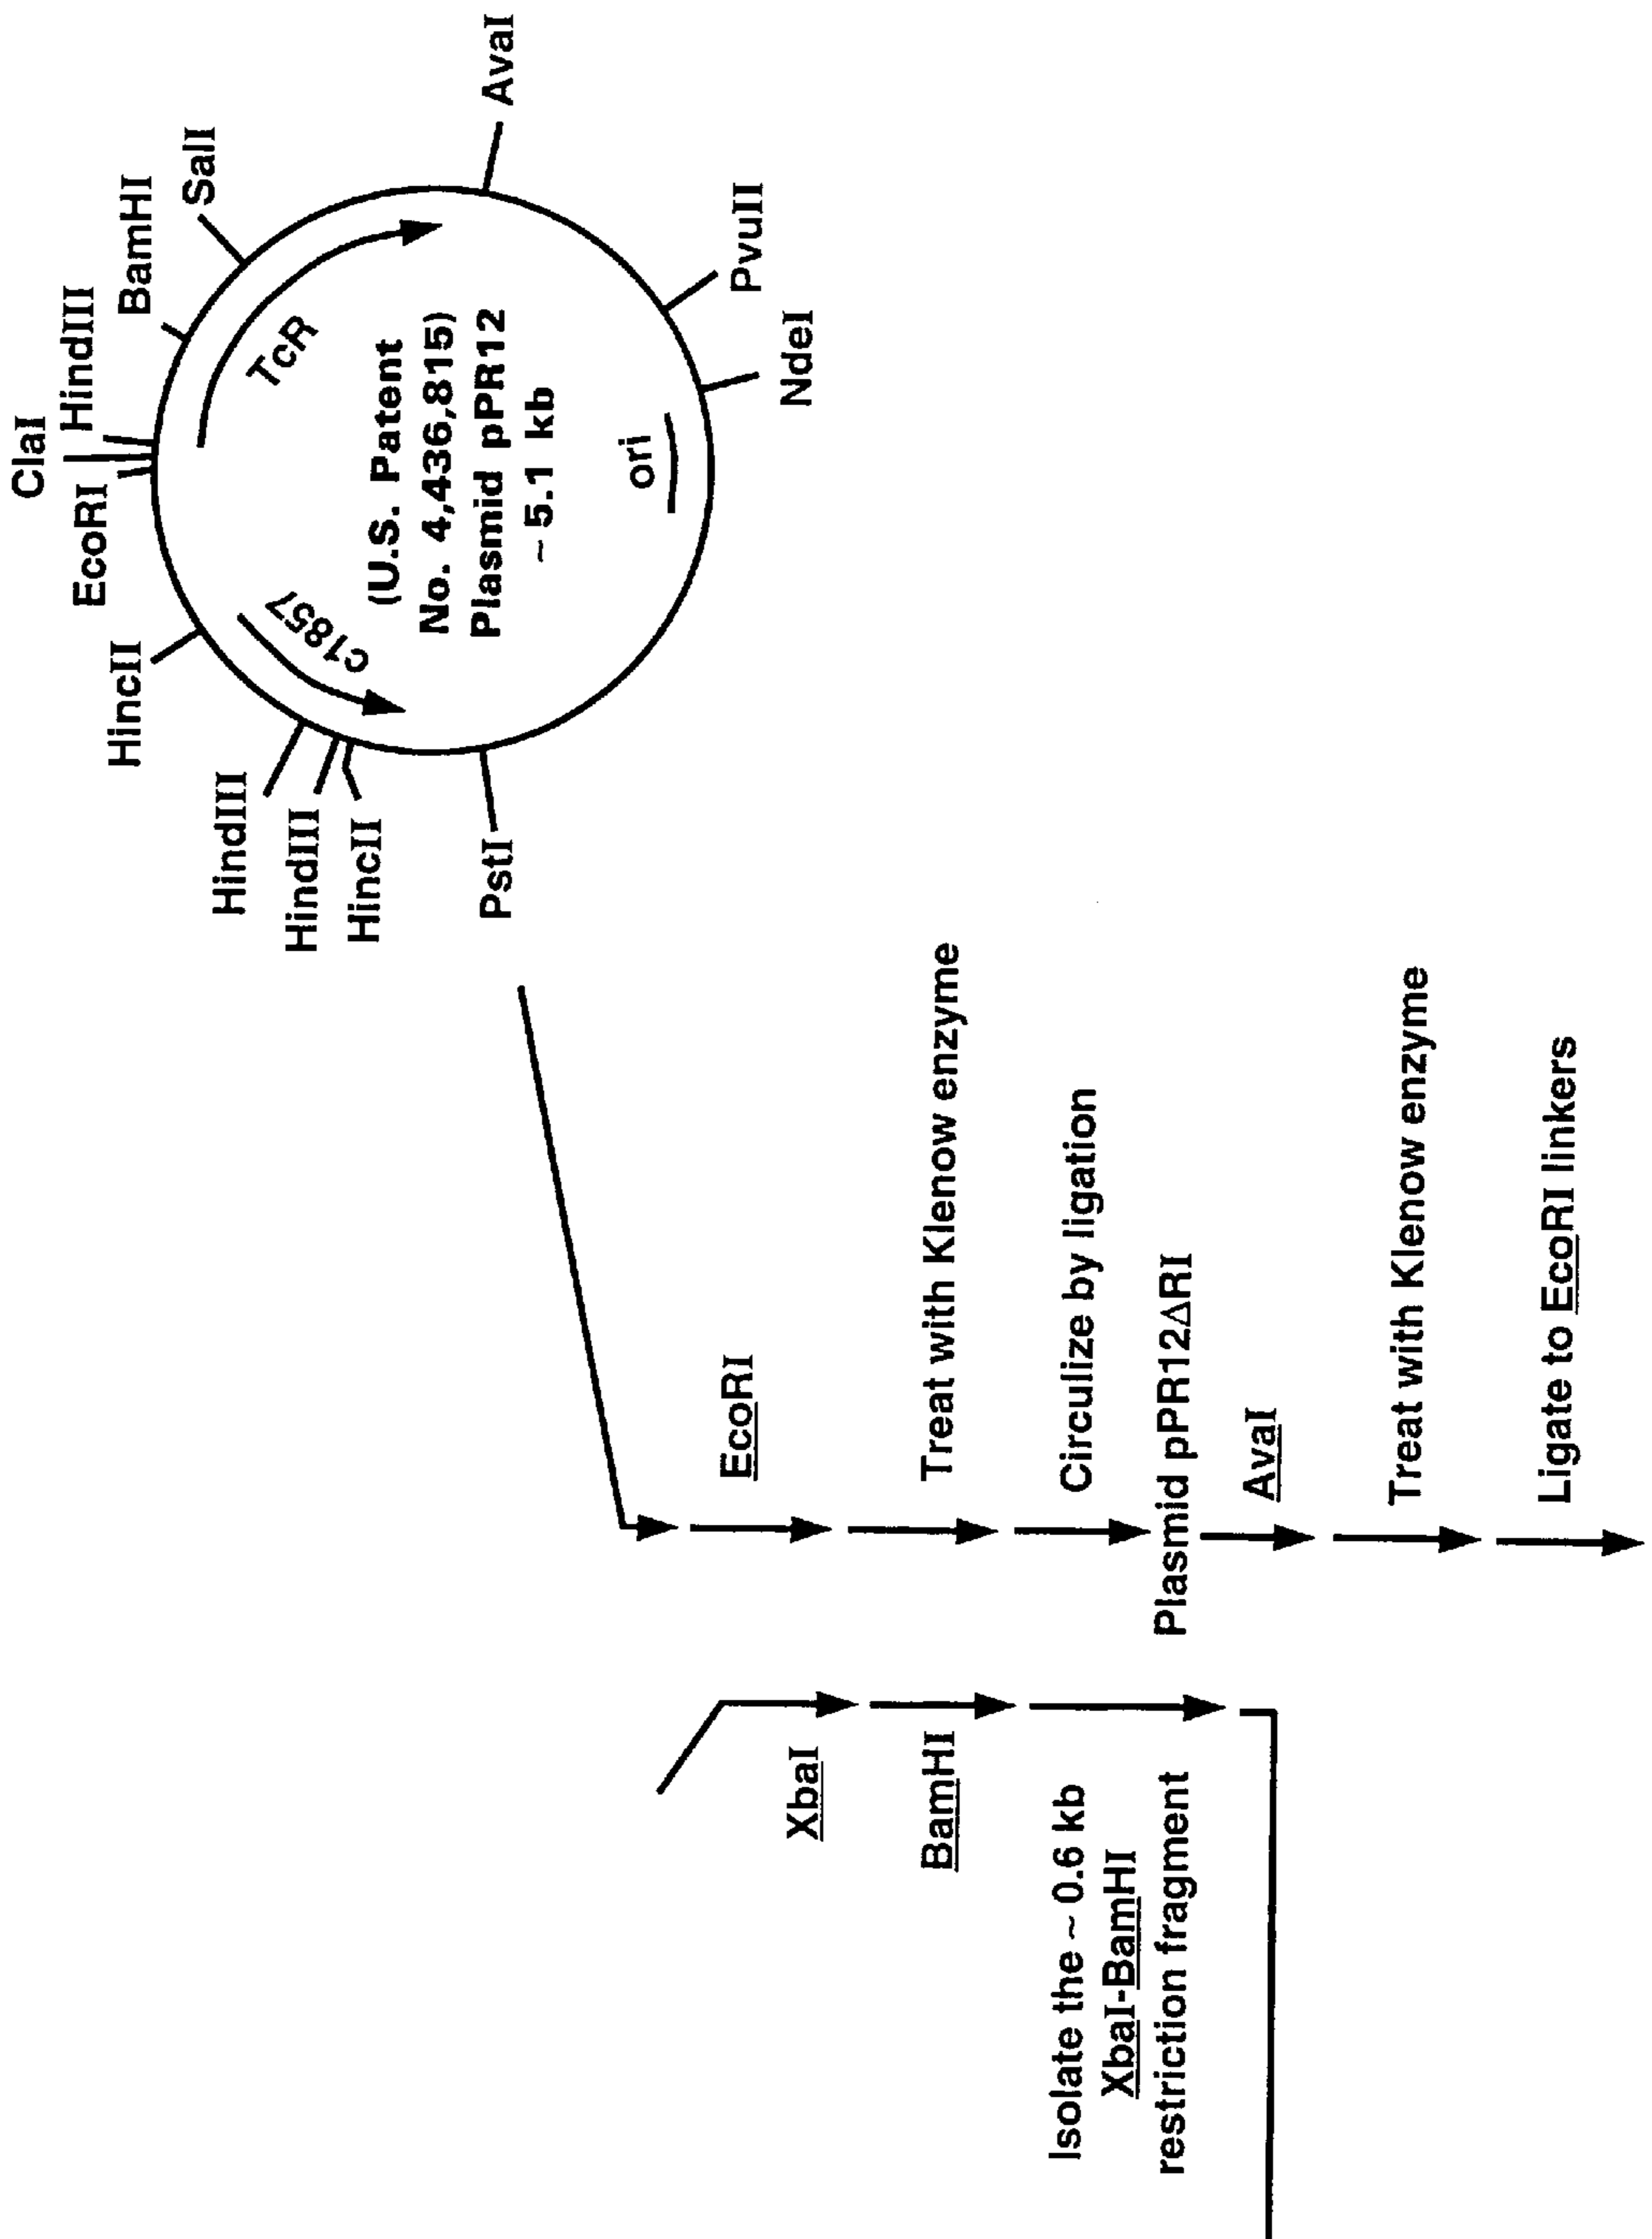 ClaI
EcoRI
HindIII
HincII
BamHI
SalI
HindIII
TcR
HindIII
c1857
HincII
(U.S. Patent
No. 4,436,815)
Plasmid pPR12
~5.1 kb
PstI
AvaI
ori
PvuII
NdeI
EcoRI
Treat with Klenow enzyme
Circulize by ligation
Plasmid pPR12ΔRI
AvaI
Treat with Klenow enzyme
Ligate to EcoRI linkers
XbaI
BamHI
Isolate the ~ 0.6 kb
XbaI-BamHI
restriction fragment